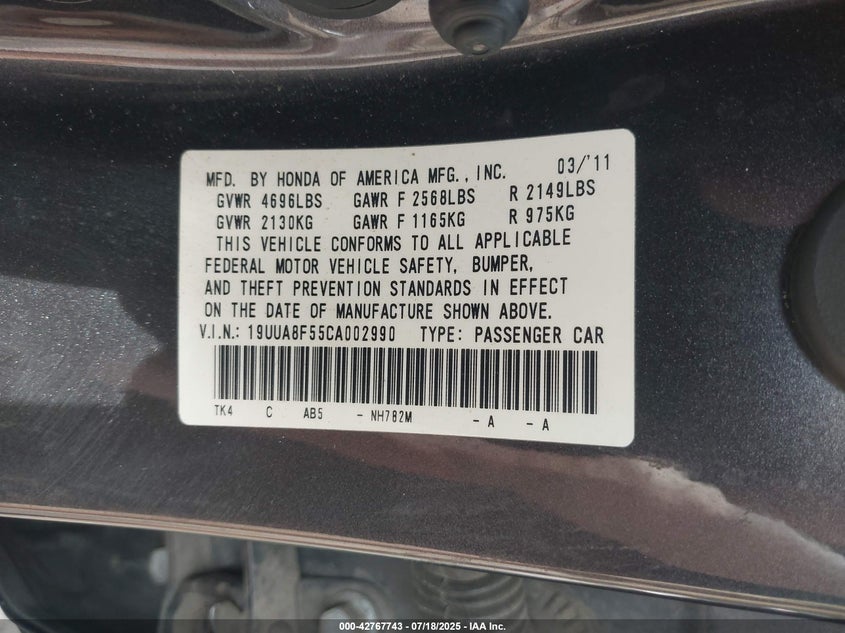 MFD. BY HONDA OF AMERICA MFG., INC. 03/'11
GVWR 4696LBS GAWR F 2568LBS R 2149LBS
GVWR 2130KG GAWR F 1165KG R 975KG
THIS VEHICLE CONFORMS TO ALL APPLICABLE
FEDERAL MOTOR VEHICLE SAFETY, BUMPER,
AND THEFT PREVENTION STANDARDS IN EFFECT
ON THE DATE OF MANUFACTURE SHOWN ABOVE.
V.I.N.: 19UUA8F55CA002990 TYPE: PASSENGER CAR
TK4 C AB5 - NH782M - A - A
000-42767743 - 07/18/2025 - IAA Inc.